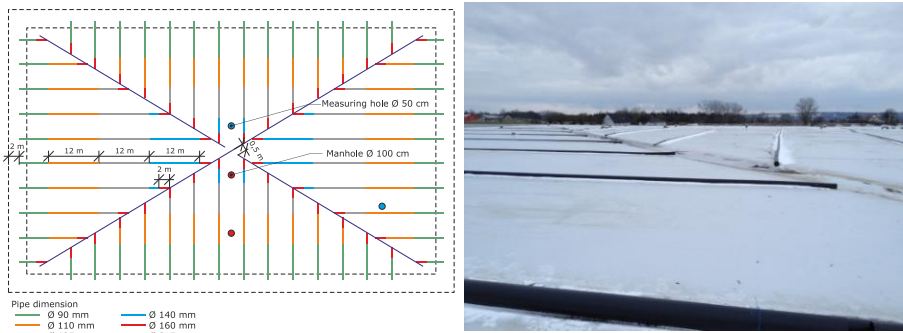 Measuring hole Ø 50 cm
2 m
12 m
12 m
12 m
0.5 m
Manhole Ø 100 cm
2 m
Pipe dimension
Ø 90 mm
Ø 140 mm
Ø 110 mm
Ø 160 mm